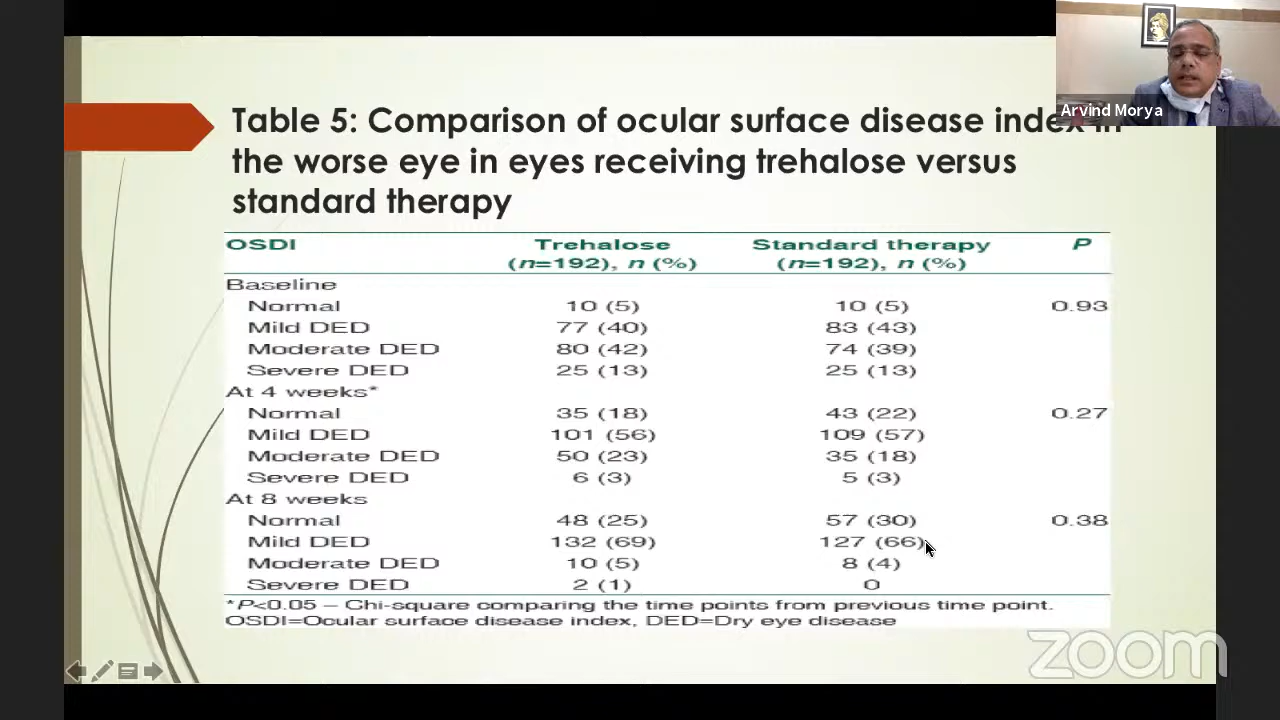 Arvind Morya
Table 5: Comparison of ocular surface disease index in
the worse eye in eyes receiving trehalose versus
standard therapy
OSDI Trehalose Standard therapy P
(n=192), n (%) (n=192), n (%)
Baseline
Normal 10 (5) 10 (5) 0.93
Mild DED 77 (40) 83 (43)
Moderate DED 80 (42) 74 (39)
Severe DED 25 (13) 25 (13)
At 4 weeks*
Normal 35 (18) 43 (22) 0.27
Mild DED 101 (56) 109 (57)
Moderate DED 50 (23) 35 (18)
Severe DED 6 (3) 5 (3)
At 8 weeks
Normal 48 (25) 57 (30) 0.38
Mild DED 132 (69) 127 (66)
Moderate DED 10 (5) 8 (4)
Severe DED 2 (1) 0
*P<0.05 – Chi-square comparing the time points from previous time point.
OSDI=Ocular surface disease index, DED=Dry eye disease
zoom